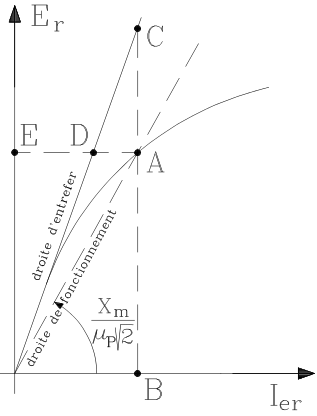 E_r
C
E
D
A
droite d'entrefer
droite de fonctionnement
X_m
μ_p√2
B
I_er